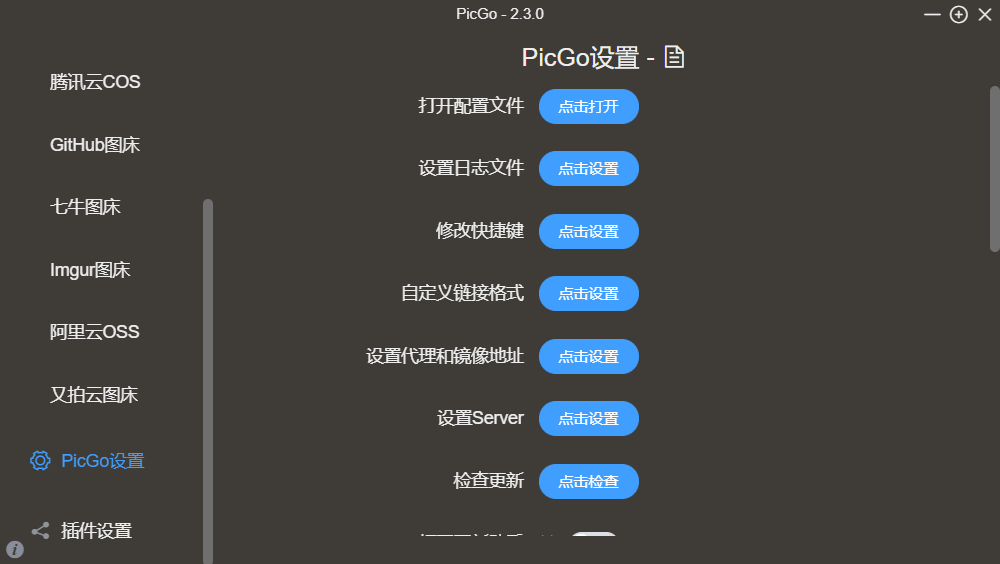 PicGo - 2.3.0
腾讯云COS
GitHub图床
七牛图床
Imgur图床
阿里云OSS
又拍云图床
PicGo设置
插件设置
PicGo设置 -
打开配置文件 点击打开
设置日志文件 点击设置
修改快捷键 点击设置
自定义链接格式 点击设置
设置代理和镜像地址 点击设置
设置Server 点击设置
检查更新 点击检查